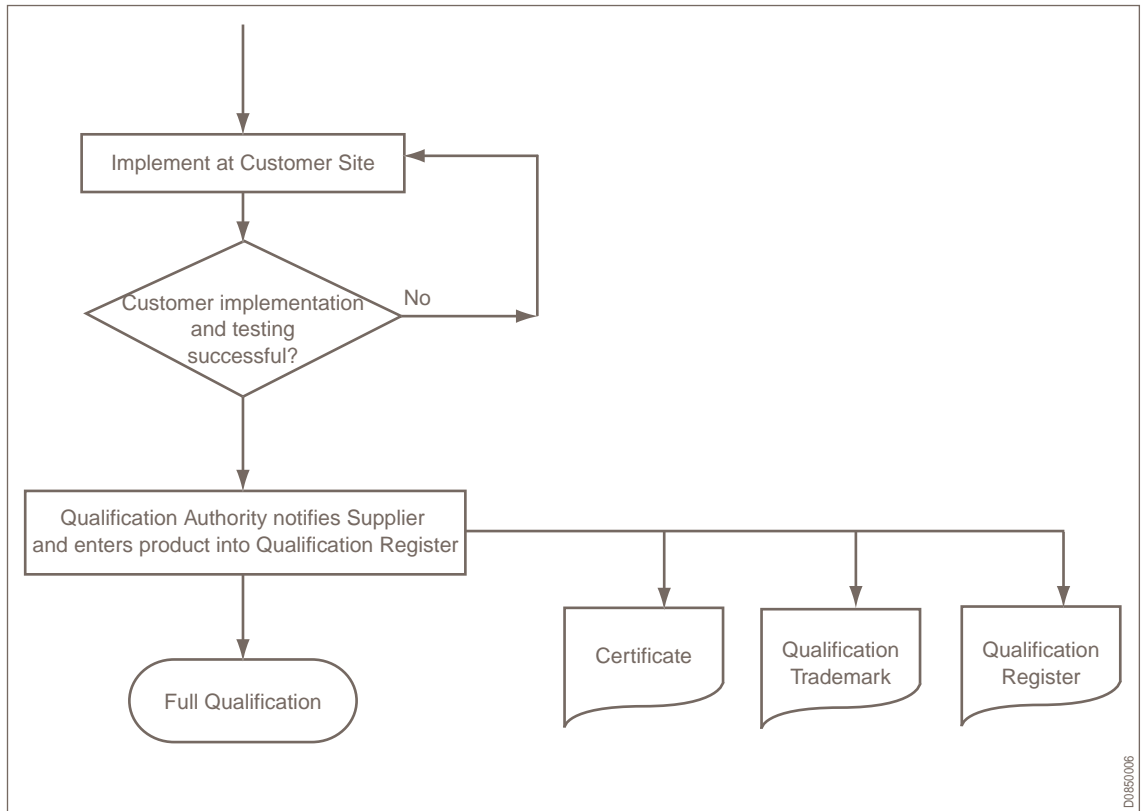 Implement at Customer Site
Customer implementation
and testing
successful?
No
Qualification Authority notifies Supplier
and enters product into Qualification Register
Certificate
Qualification
Trademark
Qualification
Register
Full Qualification
D0850006